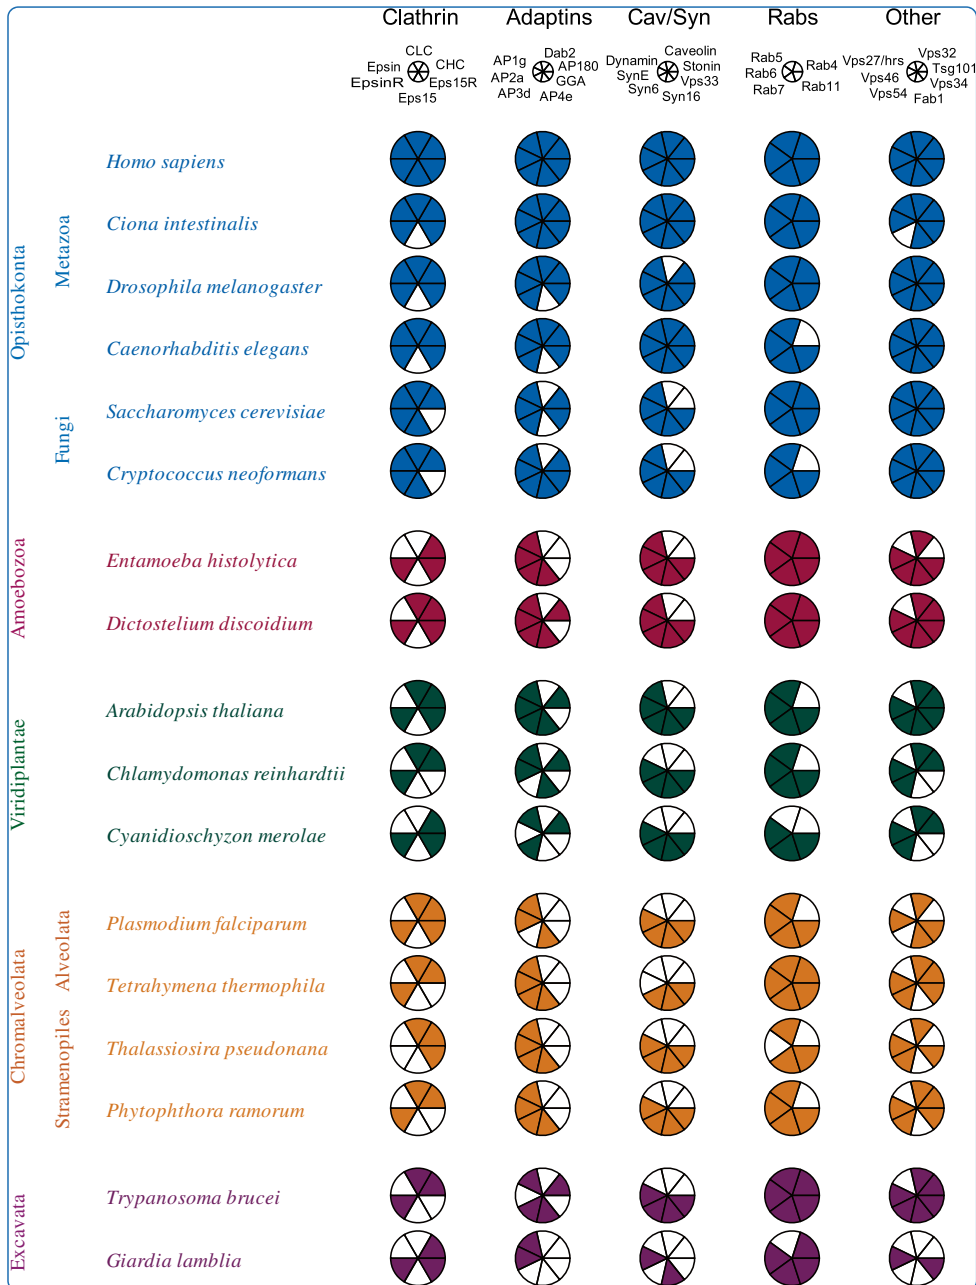 Clathrin Adaptins Cav/Syn Rabs Other
CLC
Epsin CHC
EpsinR Eps15R
Eps15
Dab2
AP1g AP180
AP2a GGA
AP3d AP4e
Caveolin
Dynamin Stonin
SynE Vps33
Syn6 Syn16
Rab5 Rab4
Rab6
Rab7 Rab11
Vps32
Vps27/hrs Tsg101
Vps46 Vps34
Vps54 Fab1
Opisthokonta
Metazoa
Homo sapiens
Ciona intestinalis
Drosophila melanogaster
Caenorhabditis elegans
Fungi
Saccharomyces cerevisiae
Cryptococcus neoformans
Amoebozoa
Entamoeba histolytica
Dictostelium discoidium
Viridiplantae
Arabidopsis thaliana
Chlamydomonas reinhardtii
Cyanidioschyzon merolae
Chromalveolata
Alveolata
Plasmodium falciparum
Tetrahymena thermophila
Stramenopiles
Thalassiosira pseudonana
Phytophthora ramorum
Excavata
Trypanosoma brucei
Giardia lamblia